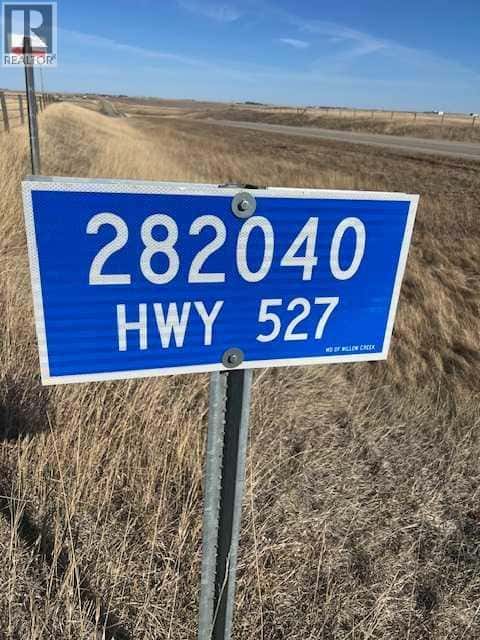 REALTOR®
282040
HWY 527
MD OF WILLOW CREEK